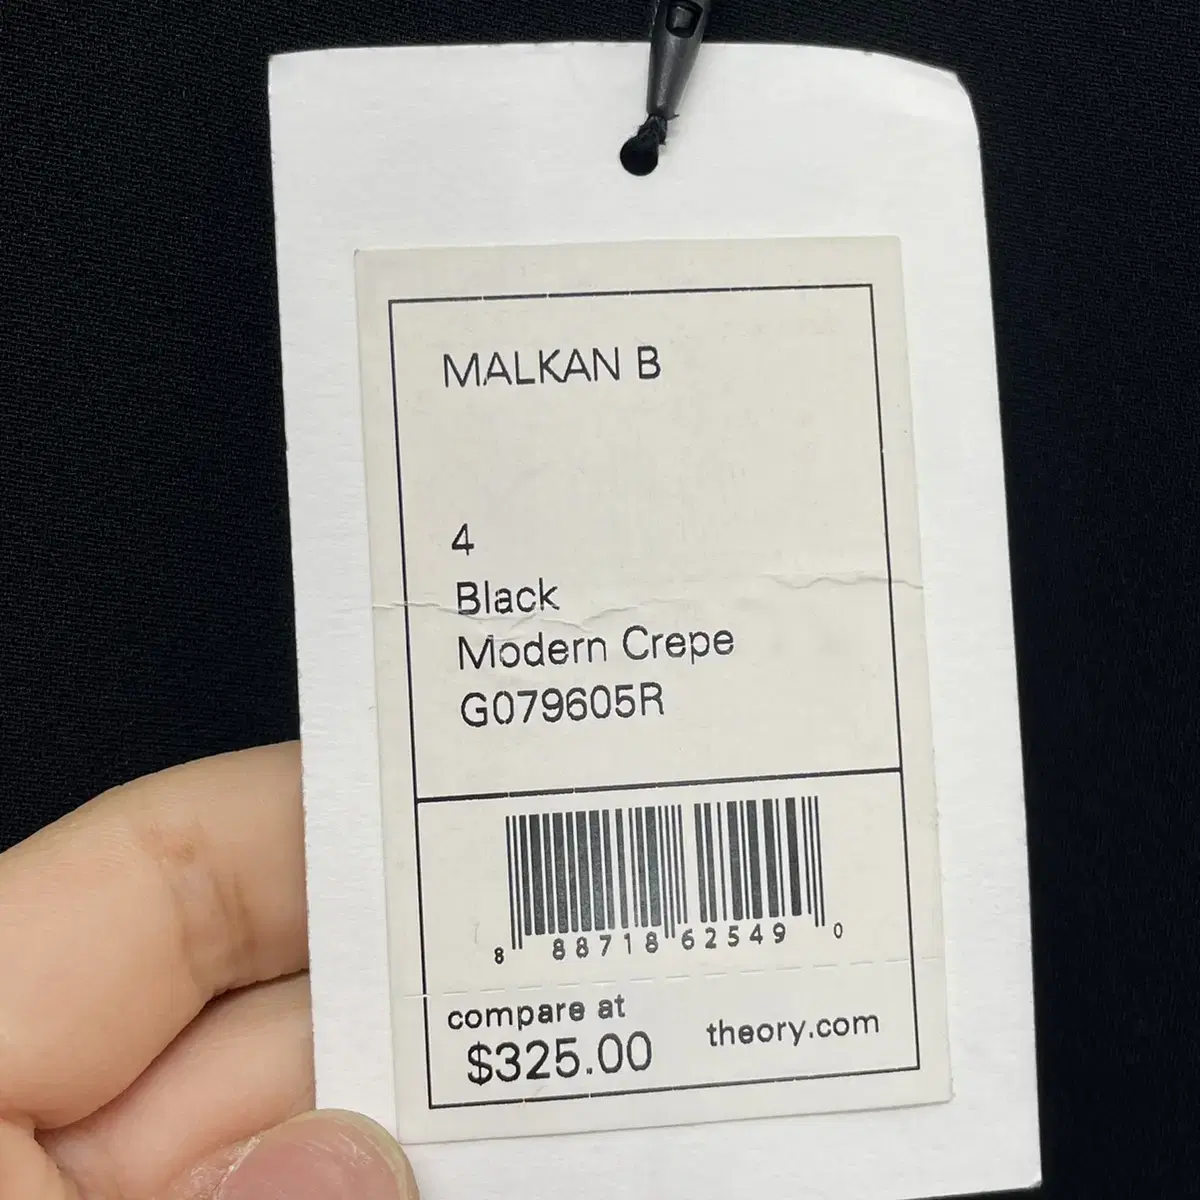 MALKAN B
4
Black
Modern Crepe
G079605R
8 88718 62549 0
compare at
$325.00
theory.com